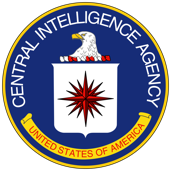 CENTRAL INTELLIGENCE AGENCY
UNITED STATES OF AMERICA